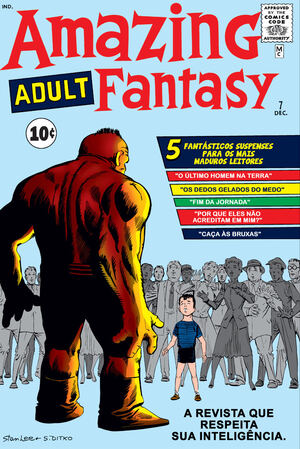 IND.
APPROVED
BY THE
COMICS
CODE
AUTHORITY
Amazing
ADULT Fantasy
M
C
7
DEC.
10¢
5 FANTÁSTICOS SUSPENSES
PARA OS MAIS
MADUROS LEITORES
"O ÚLTIMO HOMEM NA TERRA"
"OS DEDOS GELADOS DO MEDO"
"FIM DA JORNADA"
"POR QUE ELES NÃO
ACREDITAM EM MIM?"
"CAÇA ÀS BRUXAS"
A REVISTA QUE
RESPEITA
SUA INTELIGÊNCIA.
STAN LEE + S. DITKO